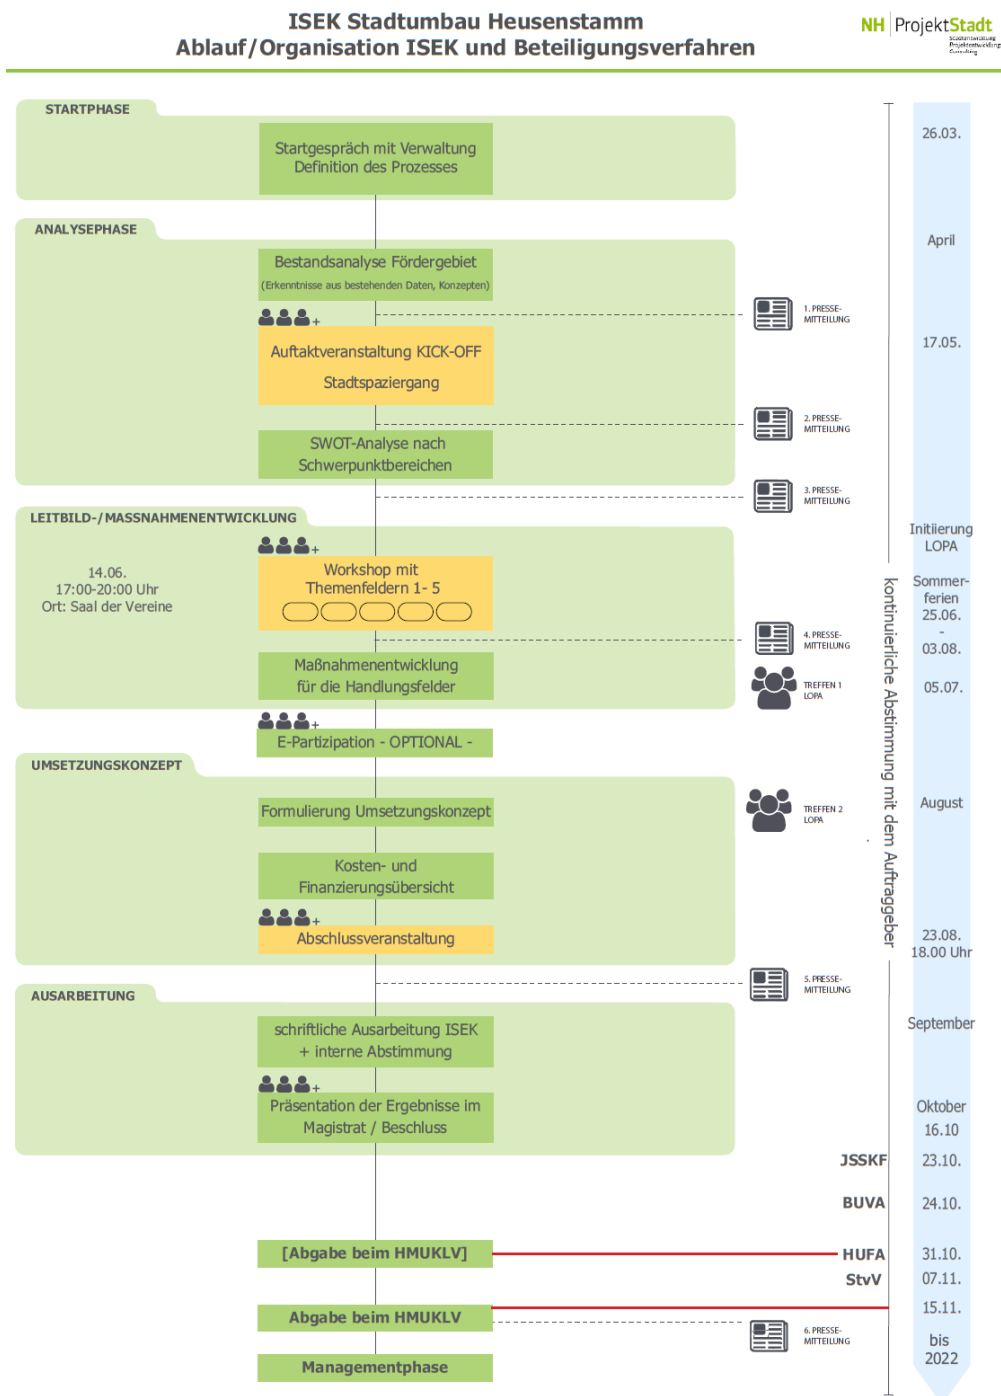 ISEK Stadtumbau Heusenstamm
Ablauf/Organisation ISEK und Beteiligungsverfahren
NH ProjektStadt
Stadtentwicklung
Projektentwicklung
Consulting
STARTPHASE
Startgespräch mit Verwaltung
Definition des Prozesses
26.03.
ANALYSEPHASE
April
Bestandsanalyse Fördergebiet
(Erkenntnisse aus bestehenden Daten, Konzepten)
+
1. PRESSE-
MITTEILUNG
17.05.
Auftaktveranstaltung KICK-OFF
Stadtspaziergang
2. PRESSE-
MITTEILUNG
SWOT-Analyse nach
Schwerpunktbereichen
3. PRESSE-
MITTEILUNG
LEITBILD-/MASSNAHMENENTWICKLUNG
Initiierung
LOPA
+
14.06.
17:00-20:00 Uhr
Ort: Saal der Vereine
Workshop mit
Themenfeldern 1- 5
Sommer-
ferien
25.06.
-
03.08.
kontinuierliche Abstimmung mit dem Auftraggeber
4. PRESSE-
MITTEILUNG
Maßnahmenentwicklung
für die Handlungsfelder
TREFFEN 1
LOPA
05.07.
+
E-Partizipation - OPTIONAL -
UMSETZUNGSKONZEPT
Formulierung Umsetzungskonzept
TREFFEN 2
LOPA
August
Kosten- und
Finanzierungsübersicht
+
Abschlussveranstaltung
23.08.
18.00 Uhr
5. PRESSE-
MITTEILUNG
AUSARBEITUNG
schriftliche Ausarbeitung ISEK
+ interne Abstimmung
September
+
Präsentation der Ergebnisse im
Magistrat / Beschluss
Oktober
16.10
JSSKF 23.10.
BUVA 24.10.
[Abgabe beim HMUKLV] HUFA 31.10.
StvV 07.11.
Abgabe beim HMUKLV 15.11.
6. PRESSE-
MITTEILUNG
bis
2022
Managementphase